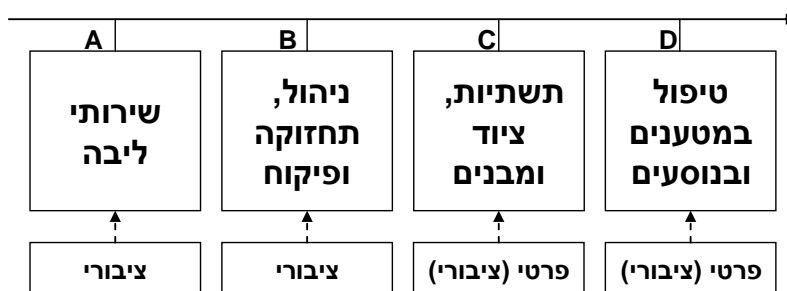 A
B
C
D
שירותי
ליבה
ניהול,
תחזוקה
ופיקוח
תשתיות,
ציוד
ומבנים
טיפול
במטענים
ובנוסעים
ציבורי
ציבורי
פרטי (ציבורי)
פרטי (ציבורי)